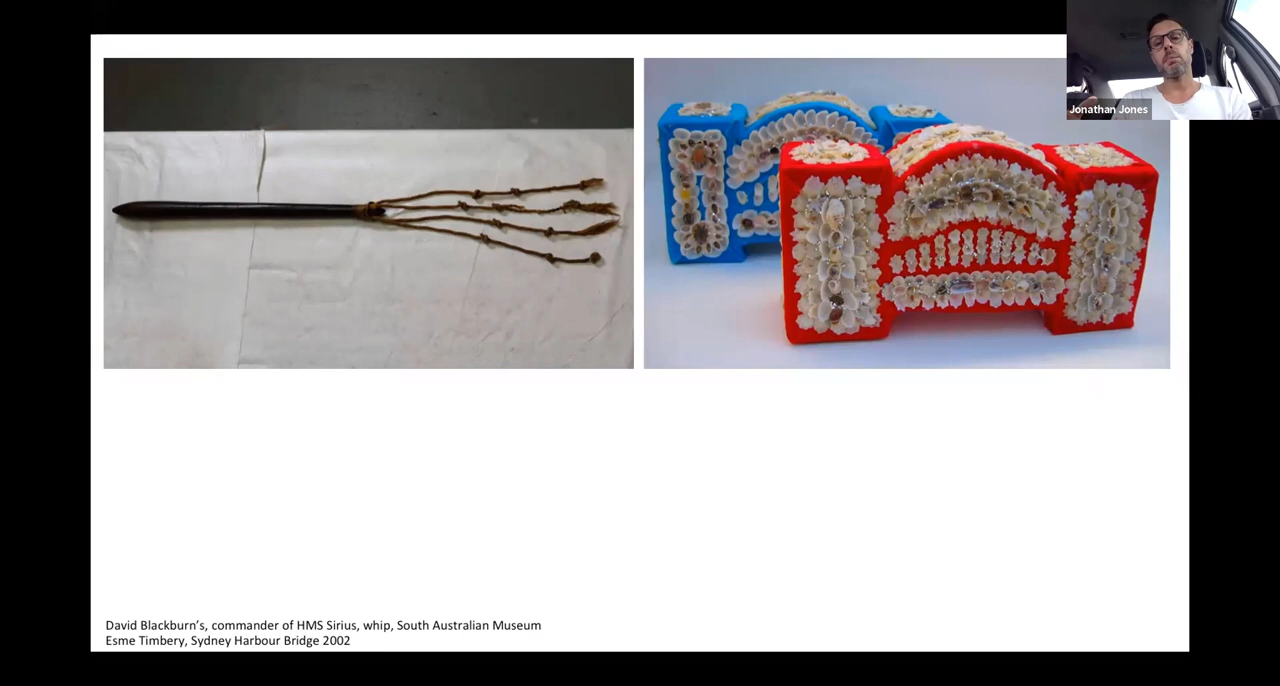 Jonathan Jones
David Blackburn's, commander of HMS Sirius, whip, South Australian Museum
Esme Timbery, Sydney Harbour Bridge 2002